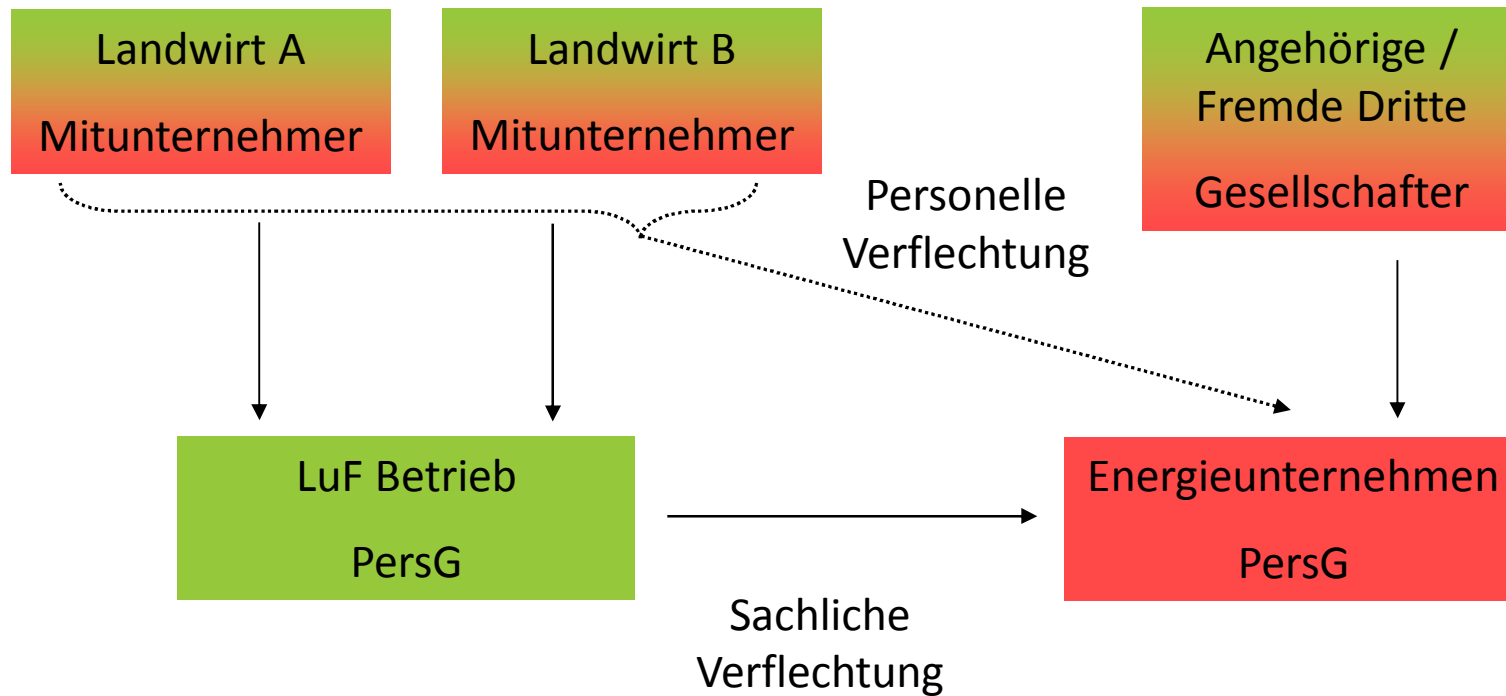 Landwirt A
Mitunternehmer
Landwirt B
Mitunternehmer
Angehörige /
Fremde Dritte
Gesellschafter
Personelle
Verflechtung
LuF Betrieb
PersG
Energieunternehmen
PersG
Sachliche
Verflechtung